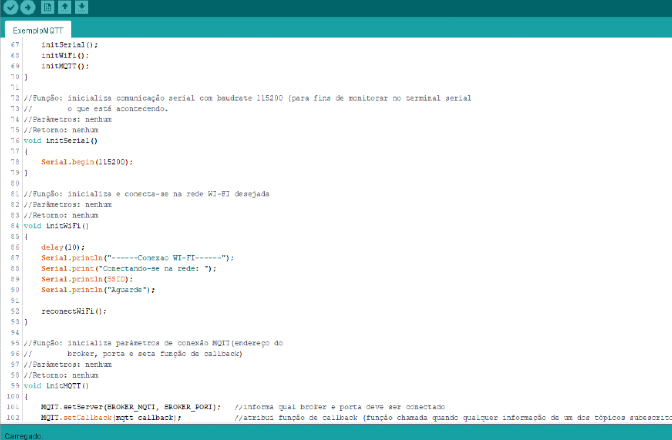 ExemploMQTT
67 initSerial();
68 initWiFi();
69 initMQTT();
70 }
71
72 //Função: inicializa comunicação serial com baudrate 115200 (para fins de monitorar no terminal serial
73 // o que está acontecendo.
74 //Parâmetros: nenhum
75 //Retorno: nenhum
76 void initSerial()
77 {
78 Serial.begin(115200);
79 }
80
81 //Função: inicializa e conecta-se na rede WI-FI desejada
82 //Parâmetros: nenhum
83 //Retorno: nenhum
84 void initWiFi()
85 {
86 delay(10);
87 Serial.println("------Conexao WI-FI------");
88 Serial.print("Conectando-se na rede: ");
89 Serial.println(SSID);
90 Serial.println("Aguarde");
91
92 reconectWiFi();
93 }
94
95 //Função: inicializa parâmetros de conexão MQTT(endereço do
96 // broker, porta e seta função de callback)
97 //Parâmetros: nenhum
98 //Retorno: nenhum
99 void initMQTT()
100 {
101 MQTT.setServer(BROKER_MQTT, BROKER_PORT); //informa qual broker e porta deve ser conectado
102 MQTT.setCallback(mqtt_callback); //atribui função de callback (função chamada quando qualquer informação de um dos tópicos subescrito
Carregado.